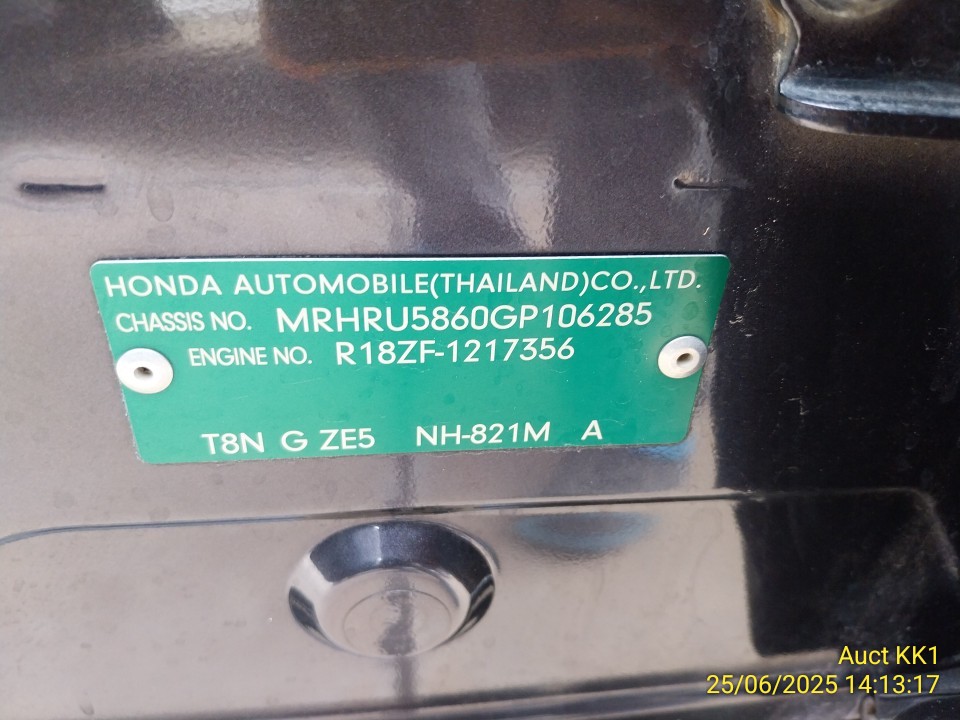 HONDA AUTOMOBILE(THAILAND)CO.,LTD.
CHASSIS NO. MRHRU5860GP106285
ENGINE NO. R18ZF-1217356
T8N G ZE5 NH-821M A
Auct KK1
25/06/2025 14:13:17